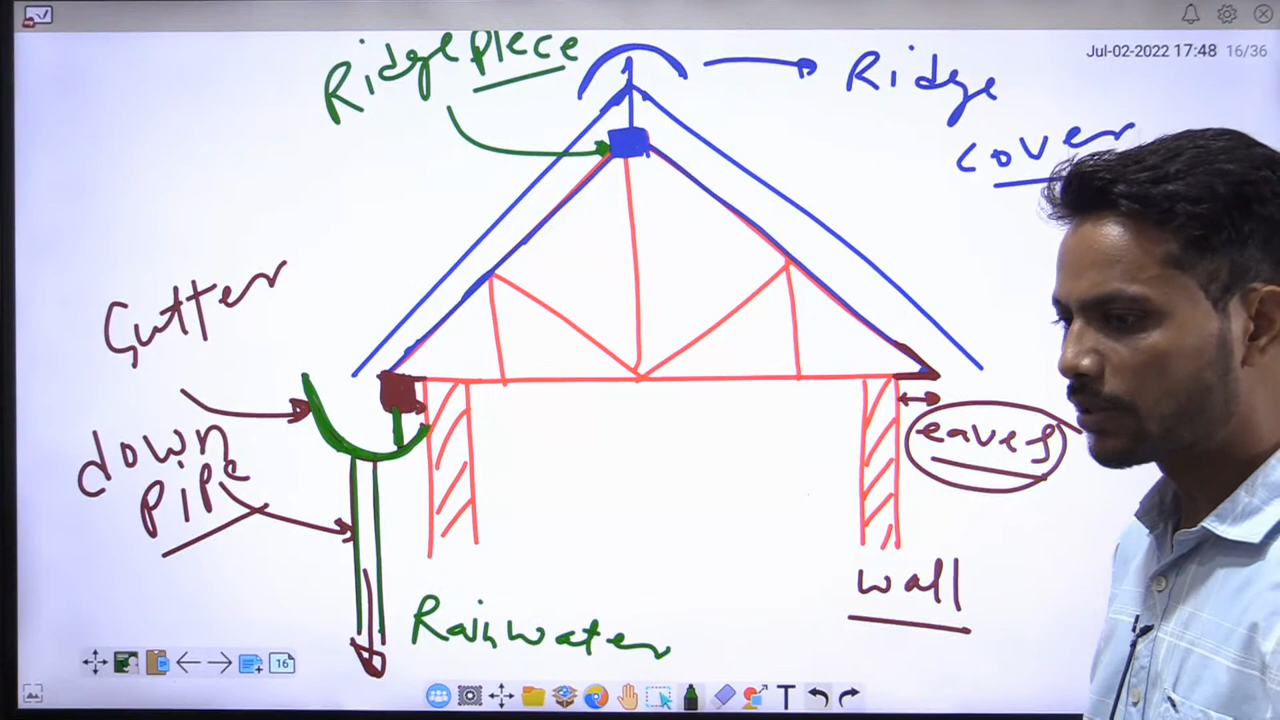 Jul-02-2022 17:48 16/36
Ridge piece
Ridge
cover
Gutter
down
pipe
eaves
wall
Rainwater
16
T